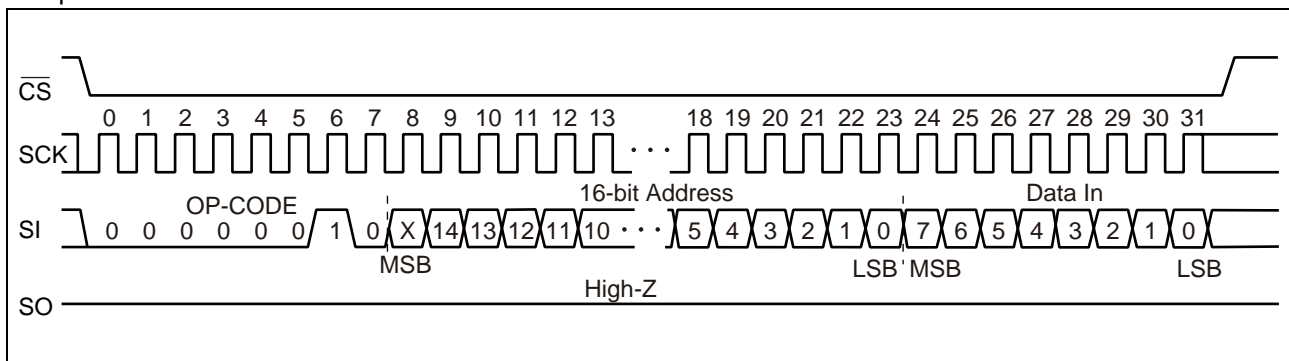 CS
0 1 2 3 4 5 6 7 8 9 10 11 12 13 18 19 20 21 22 23 24 25 26 27 28 29 30 31
SCK · · ·
OP-CODE 16-bit Address Data In
SI 0 0 0 0 0 0 1 0 X 14 13 12 11 10 · · · 5 4 3 2 1 0 7 6 5 4 3 2 1 0
MSB LSB MSB LSB
High-Z
SO